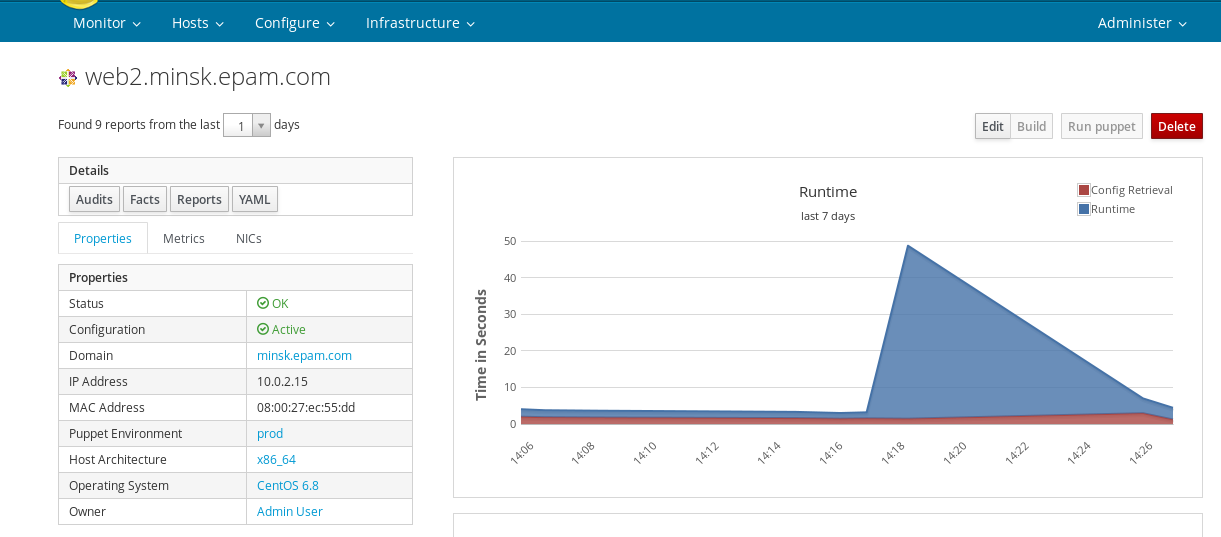 Monitor Hosts Configure Infrastructure Administer
web2.minsk.epam.com
Found 9 reports from the last 1 days
Edit Build Run puppet Delete
Details
Audits Facts Reports YAML
Properties Metrics NICs
Properties
Status OK
Configuration Active
Domain minsk.epam.com
IP Address 10.0.2.15
MAC Address 08:00:27:ec:55:dd
Puppet Environment prod
Host Architecture x86_64
Operating System CentOS 6.8
Owner Admin User
Runtime
last 7 days
Config Retrieval
Runtime
Time in Seconds
50
40
30
20
10
0
14:06 14:08 14:10 14:12 14:14 14:16 14:18 14:20 14:22 14:24 14:26